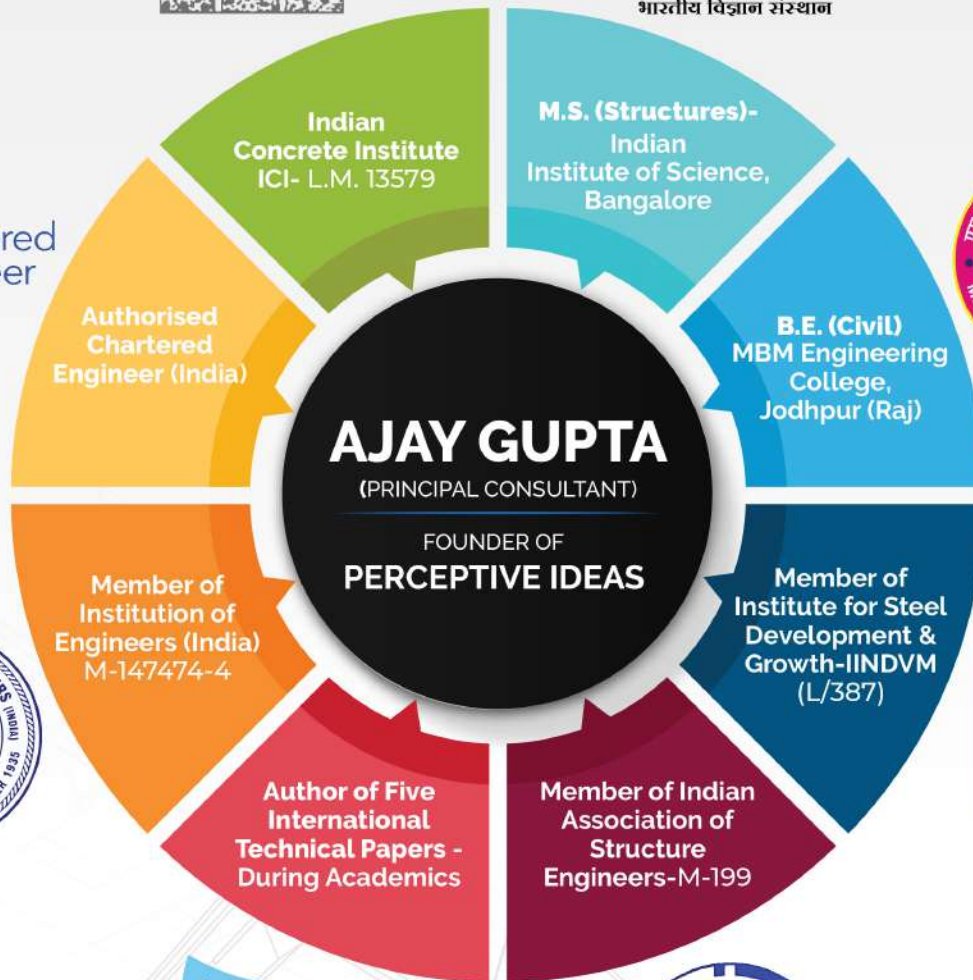 भारतीय विज्ञान संस्थान
Indian
Concrete Institute
ICI- L.M. 13579
M.S. (Structures)-
Indian
Institute of Science,
Bangalore
B.E. (Civil)
MBM Engineering
College,
Jodhpur (Raj)
Member of
Institute for Steel
Development &
Growth-IINDVM
(L/387)
Member of Indian
Association of
Structure
Engineers-M-199
Author of Five
International
Technical Papers -
During Academics
Member of
Institution of
Engineers (India)
M-147474-4
Authorised
Chartered
Engineer (India)
AJAY GUPTA
(PRINCIPAL CONSULTANT)
FOUNDER OF
PERCEPTIVE IDEAS
(INDIA)
1935